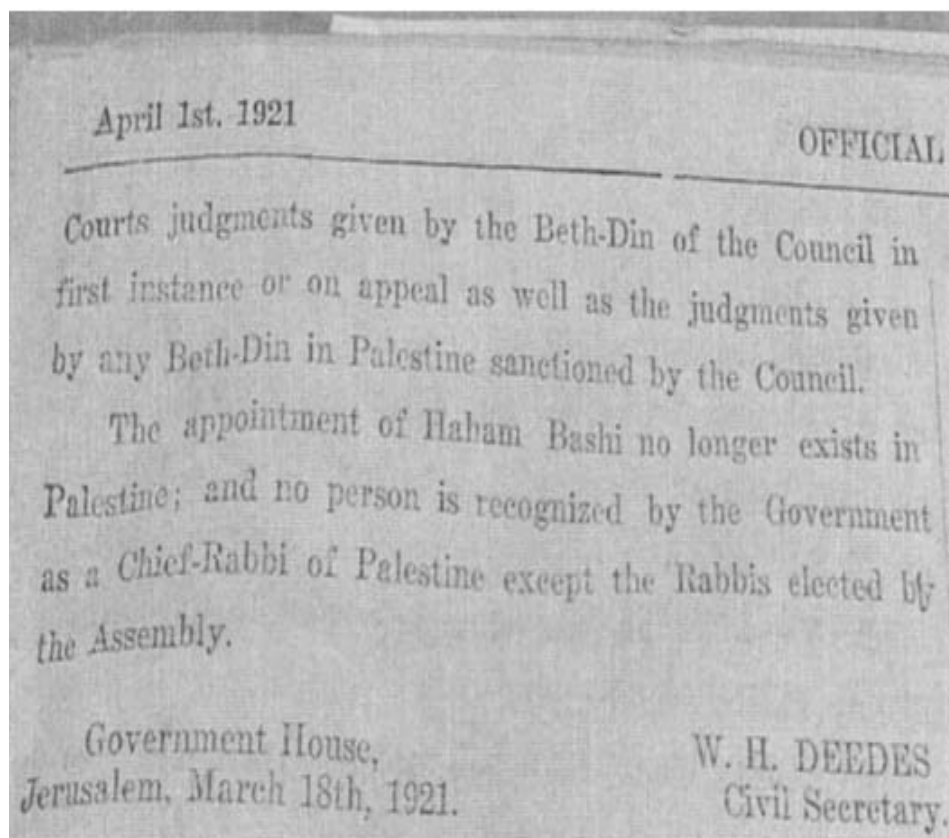 April 1st. 1921
OFFICIAL
Courts judgments given by the Beth-Din of the Council in
first instance or on appeal as well as the judgments given
by any Beth-Din in Palestine sanctioned by the Council.
The appointment of Haham Bashi no longer exists in
Palestine; and no person is recognized by the Government
as a Chief-Rabbi of Palestine except the Rabbis elected by
the Assembly.
Government House,
Jerusalem, March 18th, 1921.
W. H. DEEDES
Civil Secretary.